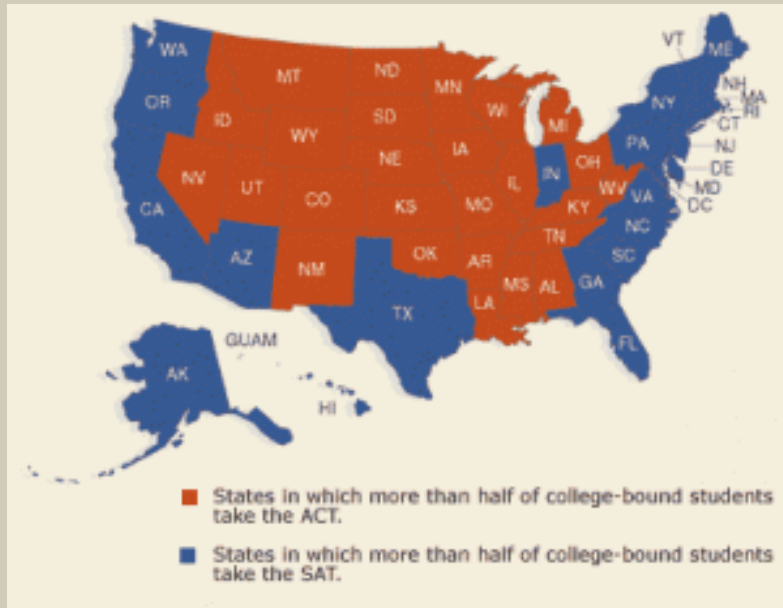 WA
MT
ND
MN
VT
ME
OR
ID
SD
WI
MI
NY
NH
MA
RI
CT
WY
NE
IA
PA
NJ
NV
UT
CO
KS
MO
IL
IN
OH
WV
VA
DE
MD
DC
CA
KY
NC
AZ
NM
OK
AR
TN
SC
TX
LA
MS
AL
GA
FL
AK
GUAM
HI
States in which more than half of college-bound students
take the ACT.
States in which more than half of college-bound students
take the SAT.